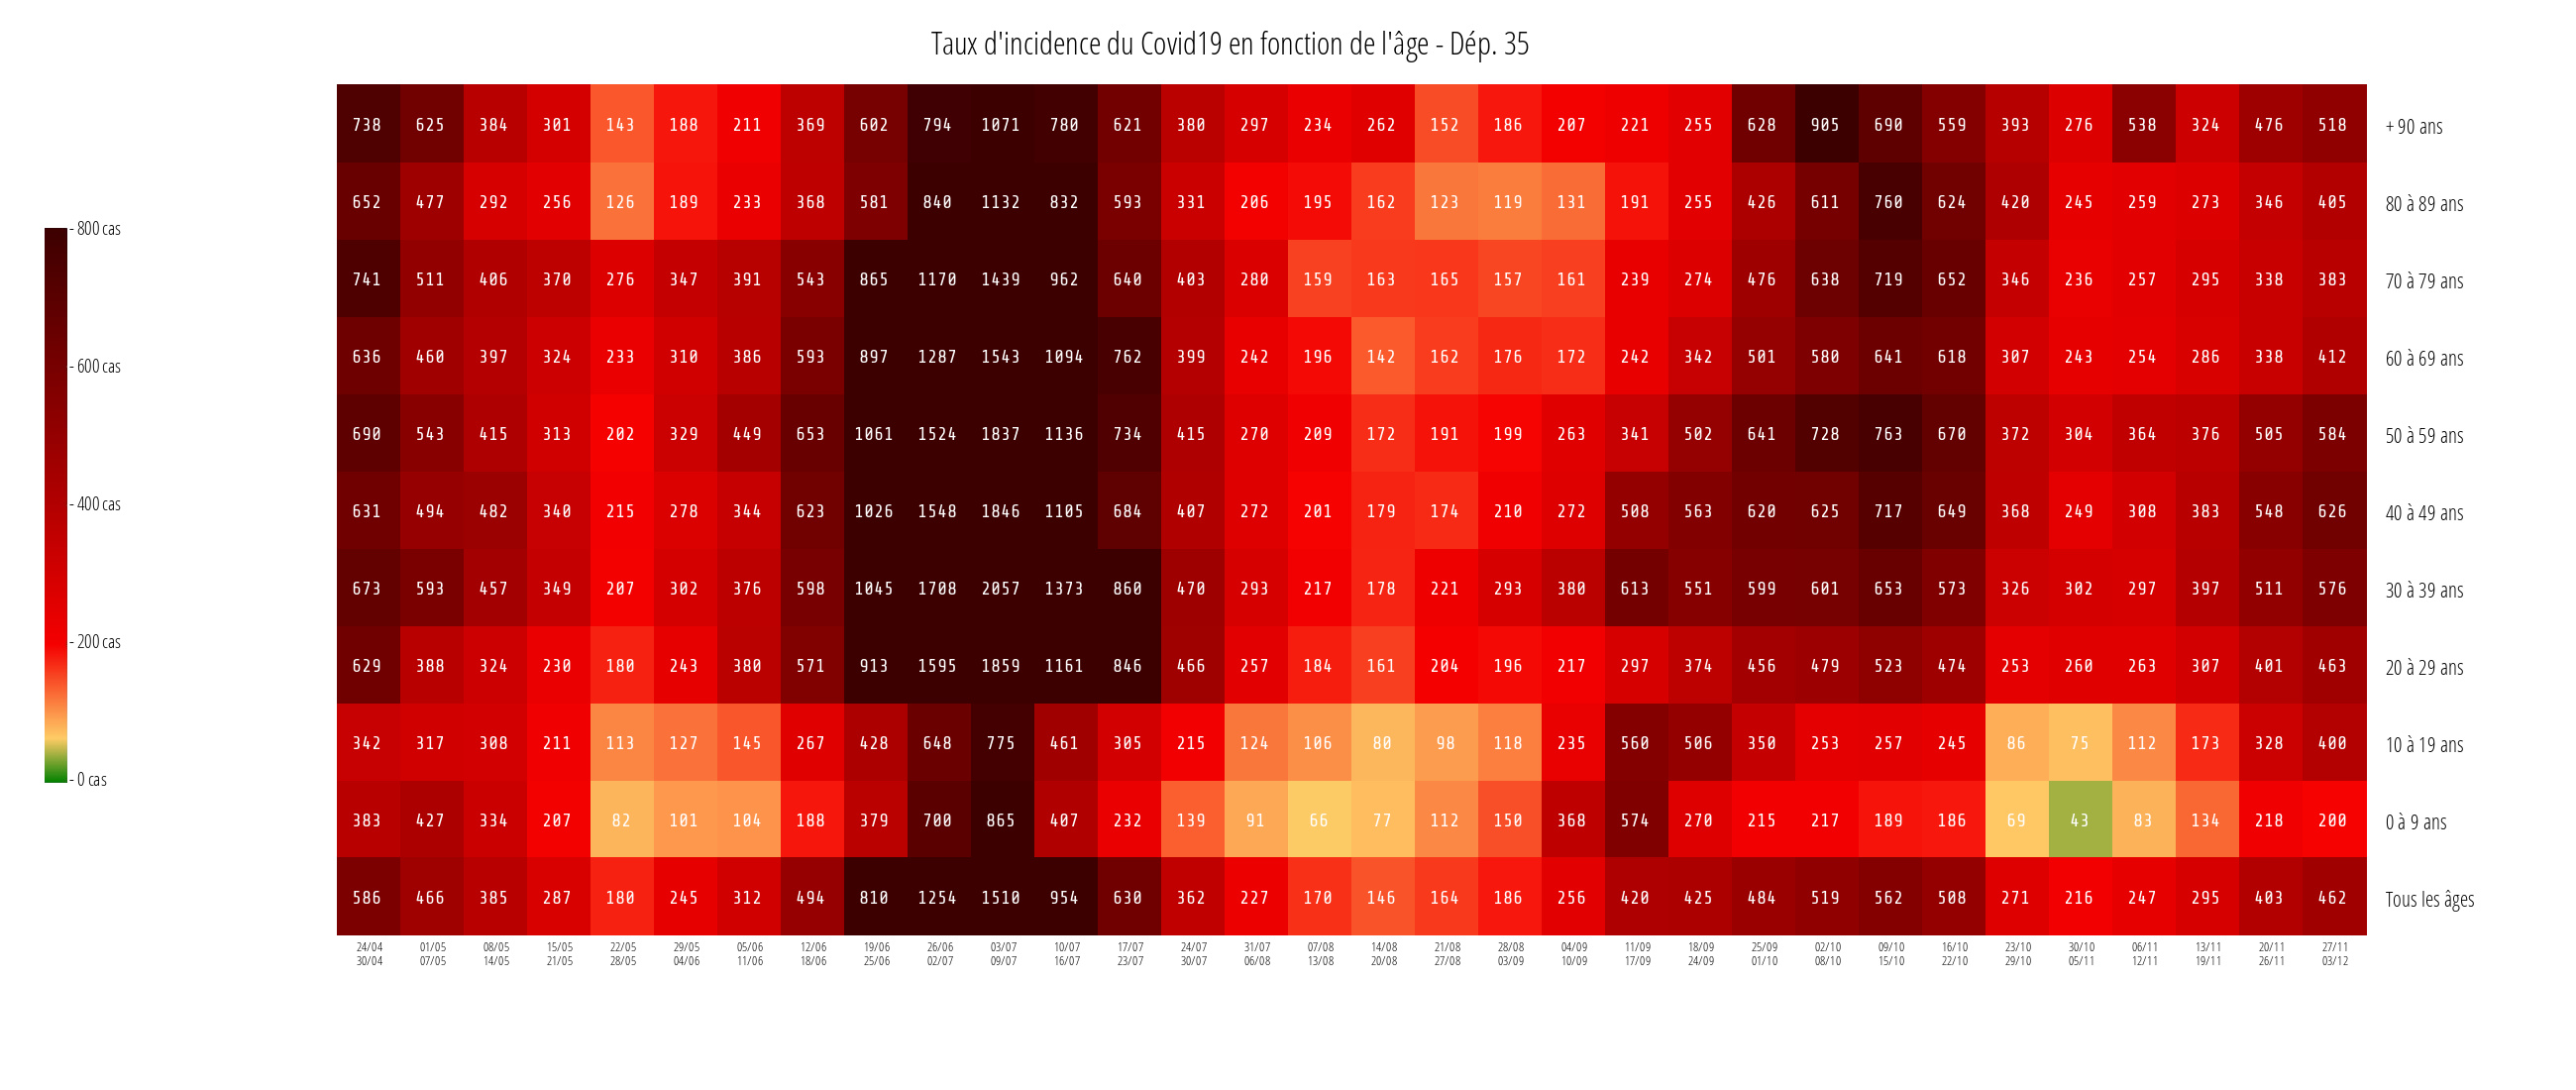 Taux d'incidence du Covid19 en fonction de l'âge - Dép. 35
- 800 cas
- 600 cas
- 400 cas
- 200 cas
- 0 cas
738 625 384 301 143 188 211 369 602 794 1071 780 621 380 297 234 262 152 186 207 221 255 628 905 690 559 393 276 538 324 476 518 + 90 ans
652 477 292 256 126 189 233 368 581 840 1132 832 593 331 206 195 162 123 119 131 191 255 426 611 760 624 420 245 259 273 346 405 80 à 89 ans
741 511 406 370 276 347 391 543 865 1170 1439 962 640 403 280 159 163 165 157 161 239 274 476 638 719 652 346 236 257 295 338 383 70 à 79 ans
636 460 397 324 233 310 386 593 897 1287 1543 1094 762 399 242 196 142 162 176 172 242 342 501 580 641 618 307 243 254 286 338 412 60 à 69 ans
690 543 415 313 202 329 449 653 1061 1524 1837 1136 734 415 270 209 172 191 199 263 341 502 641 728 763 670 372 304 364 376 505 584 50 à 59 ans
631 494 482 340 215 278 344 623 1026 1548 1846 1105 684 407 272 201 179 174 210 272 508 563 620 625 717 649 368 249 308 383 548 626 40 à 49 ans
673 593 457 349 207 302 376 598 1045 1708 2057 1373 860 470 293 217 178 221 293 380 613 551 599 601 653 573 326 302 297 397 511 576 30 à 39 ans
629 388 324 230 180 243 380 571 913 1595 1859 1161 846 466 257 184 161 204 196 217 297 374 456 479 523 474 253 260 263 307 401 463 20 à 29 ans
342 317 308 211 113 127 145 267 428 648 775 461 305 215 124 106 80 98 118 235 560 506 350 253 257 245 86 75 112 173 328 400 10 à 19 ans
383 427 334 207 82 101 104 188 379 700 865 407 232 139 91 66 77 112 150 368 574 270 215 217 189 186 69 43 83 134 218 200 0 à 9 ans
586 466 385 287 180 245 312 494 810 1254 1510 954 630 362 227 170 146 164 186 256 420 425 484 519 562 508 271 216 247 295 403 462 Tous les âges
24/04 01/05 08/05 15/05 22/05 29/05 05/06 12/06 19/06 26/06 03/07 10/07 17/07 24/07 31/07 07/08 14/08 21/08 28/08 04/09 11/09 18/09 25/09 02/10 09/10 16/10 23/10 30/10 06/11 13/11 20/11 27/11
30/04 07/05 14/05 21/05 28/05 04/06 11/06 18/06 25/06 02/07 09/07 16/07 23/07 30/07 06/08 13/08 20/08 27/08 03/09 10/09 17/09 24/09 01/10 08/10 15/10 22/10 29/10 05/11 12/11 19/11 26/11 03/12